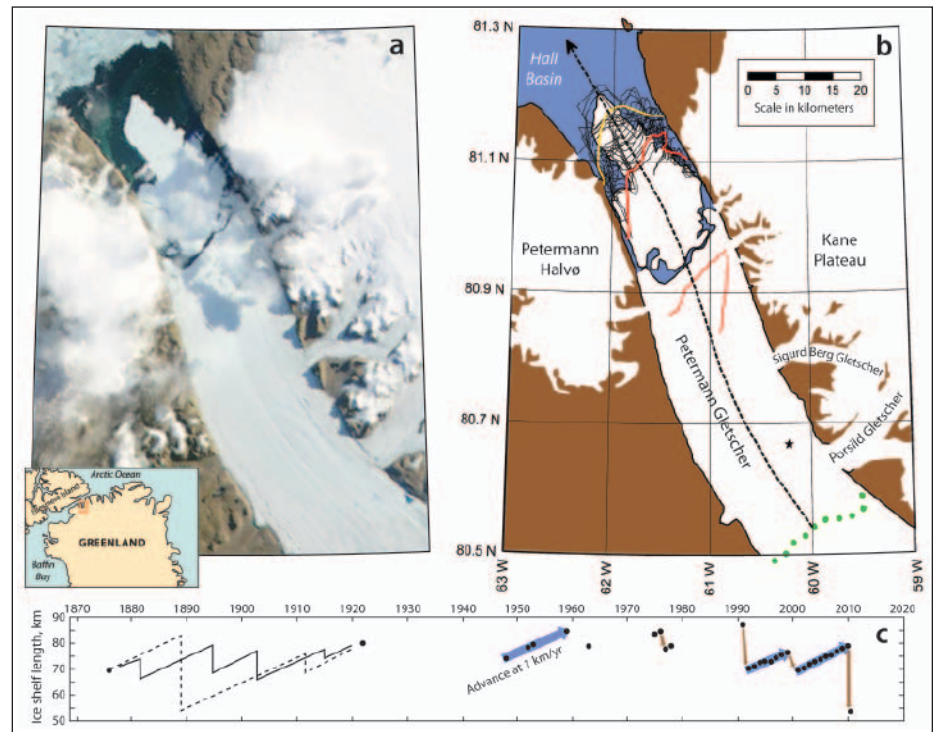 a
Arctic Ocean
GREENLAND
Baffin
Bay
b
81.3 N
81.1 N
80.9 N
80.7 N
80.5 N
63 W
62 W
61 W
60 W
59 W
Hall
Basin
0 5 10 15 20
Scale in kilometers
Petermann
Halvø
Kane
Plateau
Petermann Gletscher
Sigurd Berg Gletscher
Porsild Gletscher
1870 1880 1890 1900 1910 1920 1930 1940 1950 1960 1970 1980 1990 2000 2010 2020
Ice shelf length, km
90
80
70
60
50
Advance at 1 km/yr
c